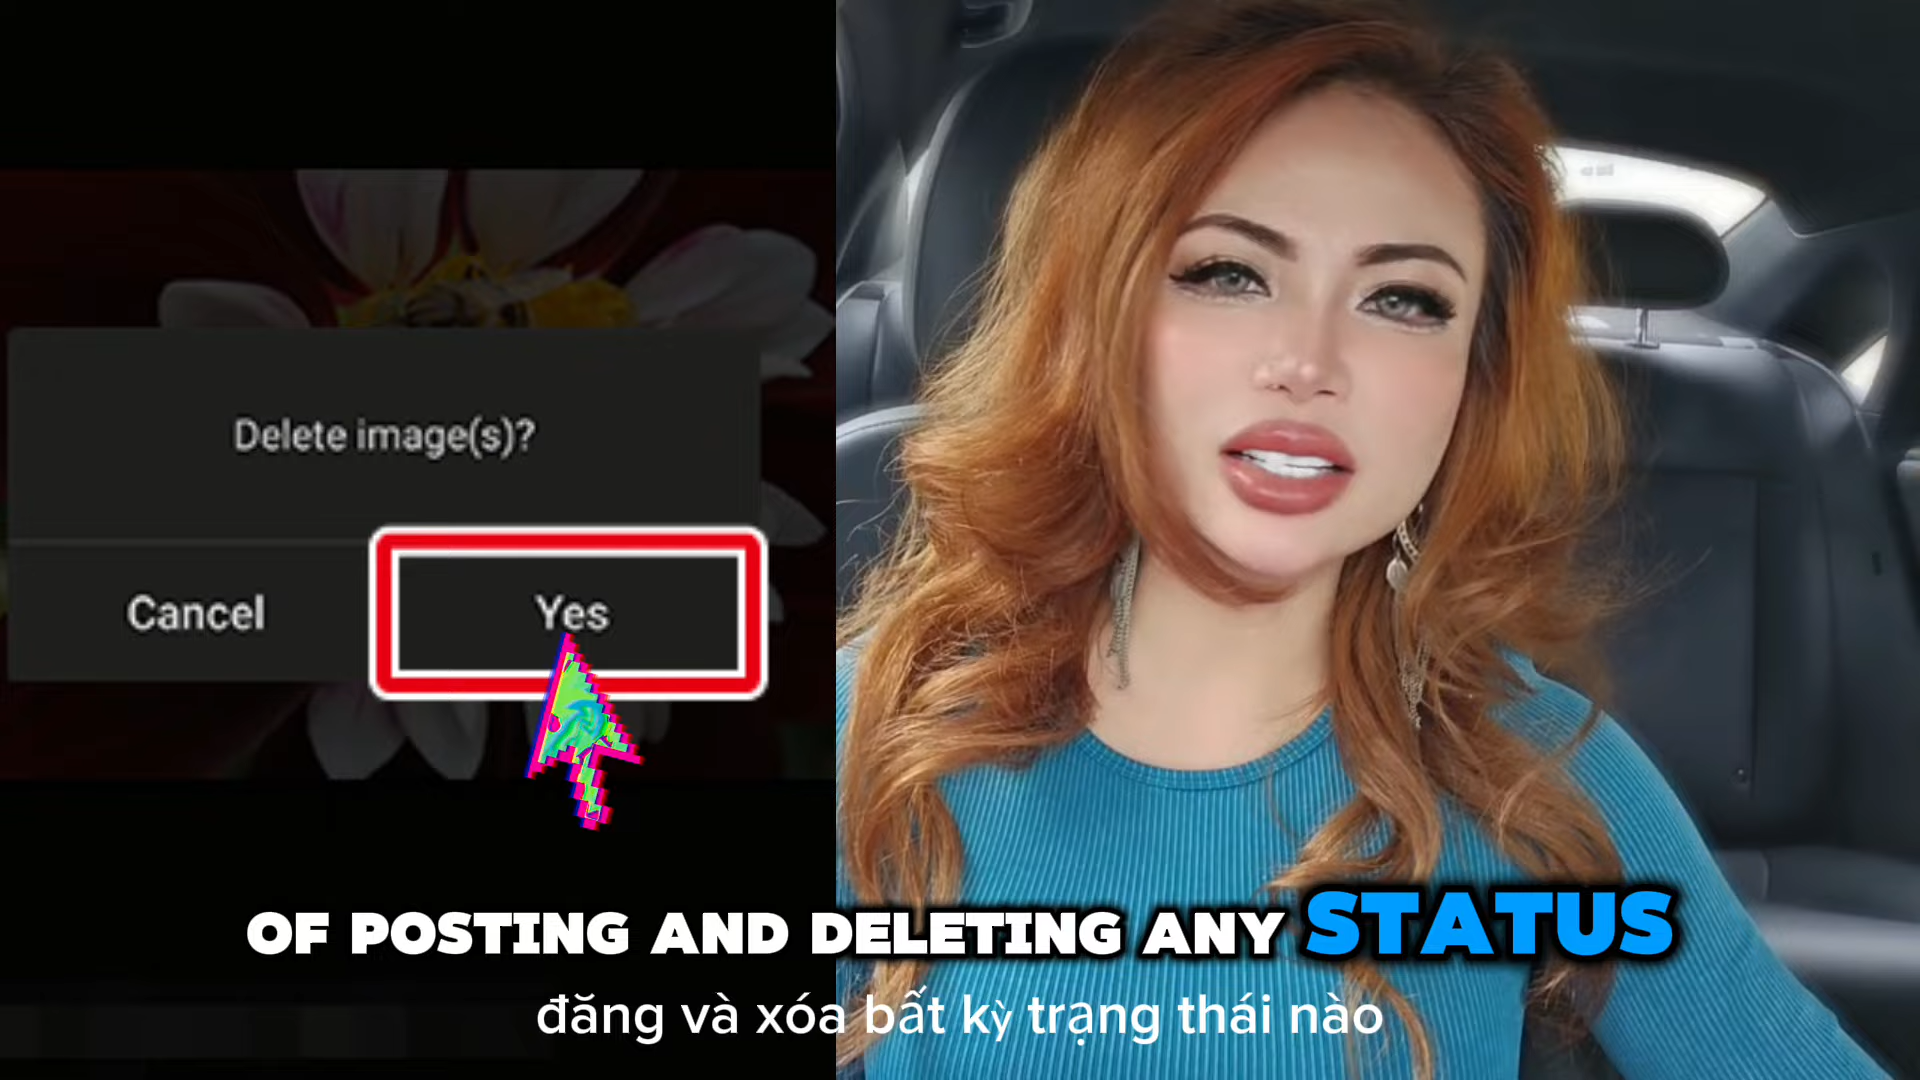 Delete image(s)?
Cancel
Yes
OF POSTING AND DELETING ANY STATUS
đăng và xóa bất kỳ trạng thái nào